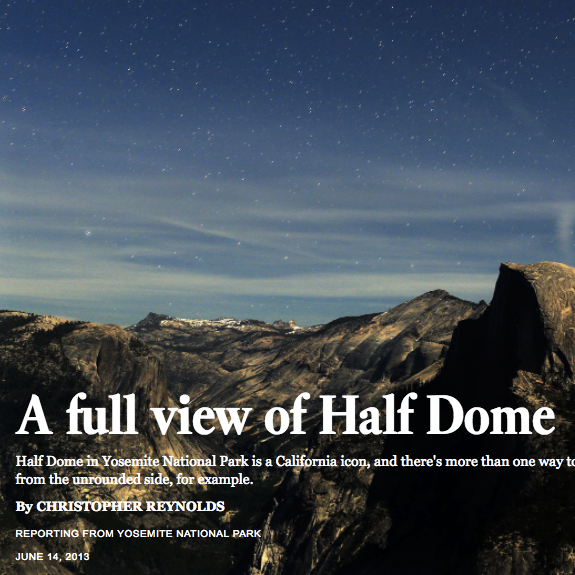 A full view of Half Dome
Half Dome in Yosemite National Park is a California icon, and there's more than one way to
from the unrounded side, for example.
By CHRISTOPHER REYNOLDS
REPORTING FROM YOSEMITE NATIONAL PARK
JUNE 14, 2013